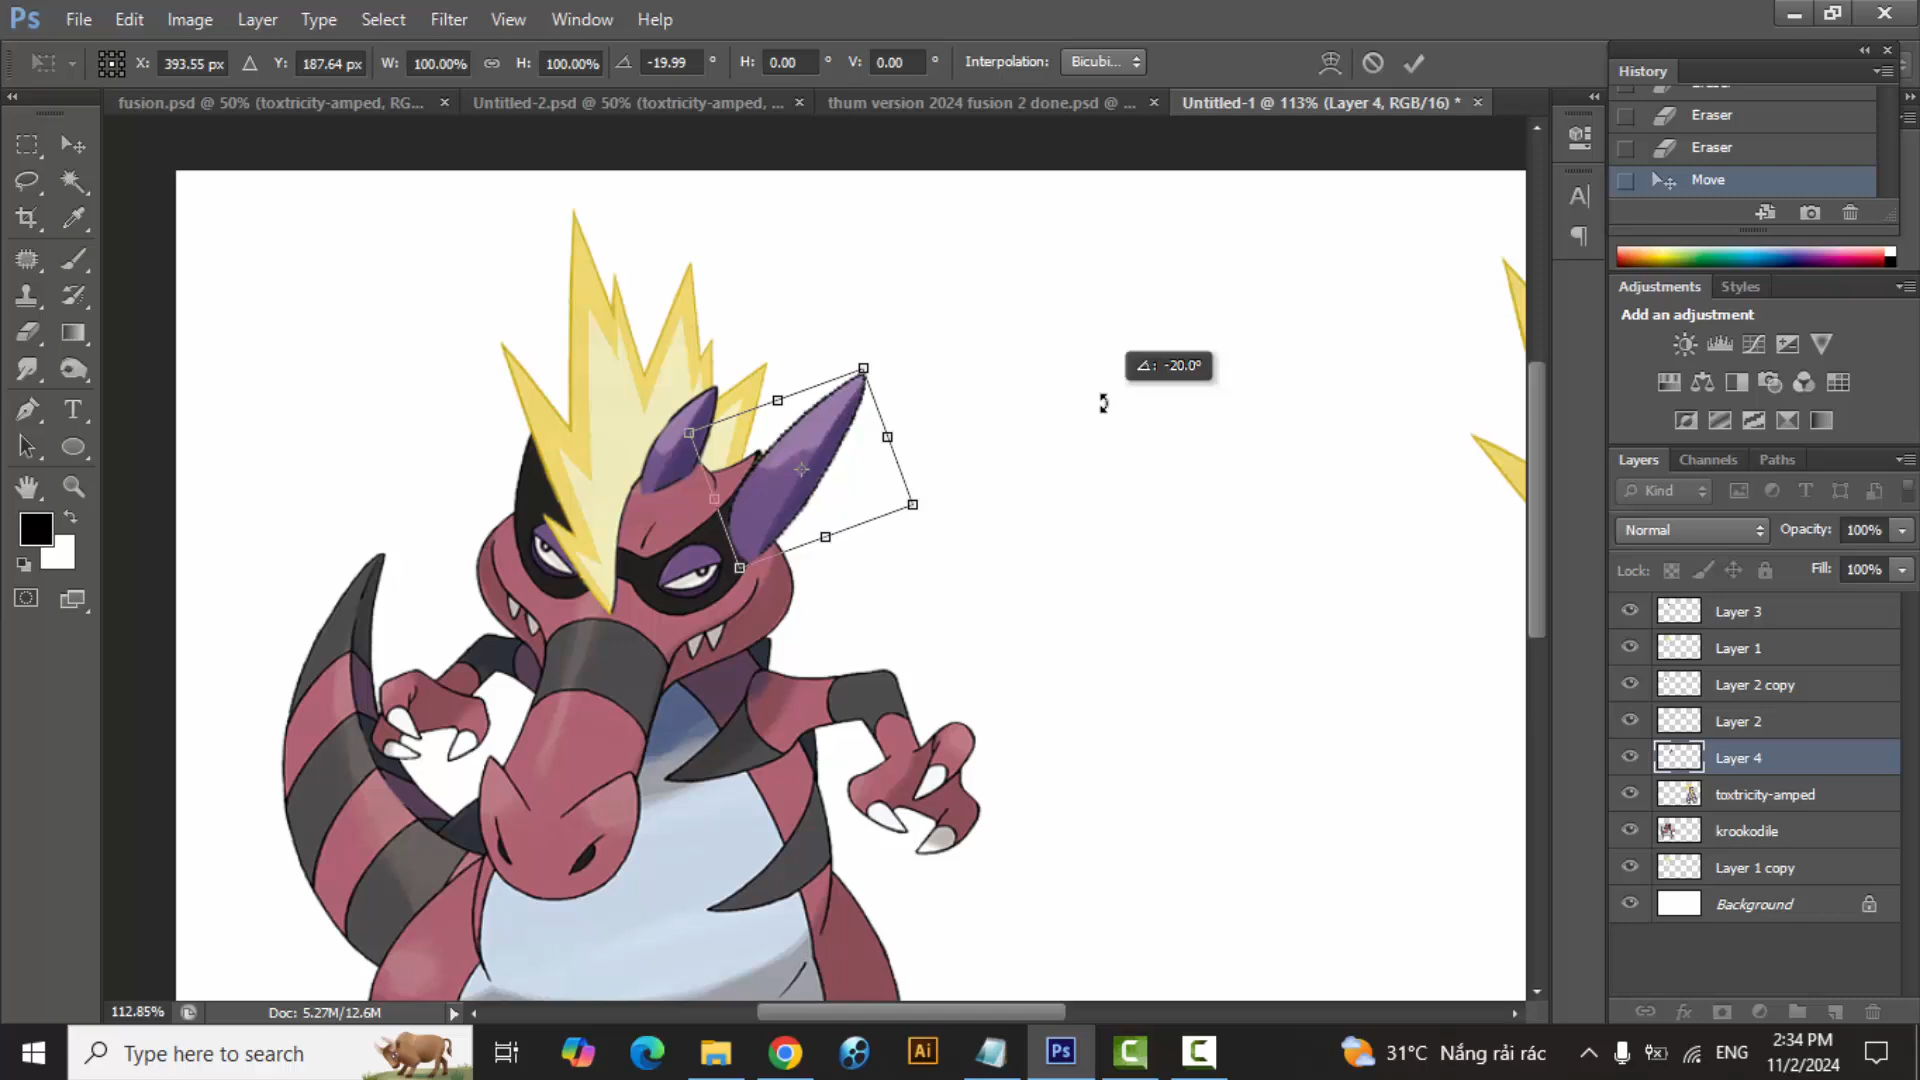 Ps File Edit Image Layer Type Select Filter View Window Help
X: 393.55 px Y: 187.64 px W: 100.00% H: 100.00% -19.99 ° H: 0.00 ° V: 0.00 ° Interpolation: Bicubi...
fusion.psd @ 50% (toxtricity-amped, RG... Untitled-2.psd @ 50% (toxtricity-amped, ... thum version 2024 fusion 2 done.psd @ ... Untitled-1 @ 113% (Layer 4, RGB/16) *
History
Eraser
Eraser
Move
Adjustments Styles
Add an adjustment
-20.0°
Layers Channels Paths
Kind
Normal Opacity: 100%
Lock: Fill: 100%
Layer 3
Layer 1
Layer 2 copy
Layer 2
Layer 4
toxtricity-amped
krookodile
Layer 1 copy
Background
112.85% Doc: 5.27M/12.6M
Type here to search Ai Ps 31°C Nắng rải rác ENG 2:34 PM
11/2/2024